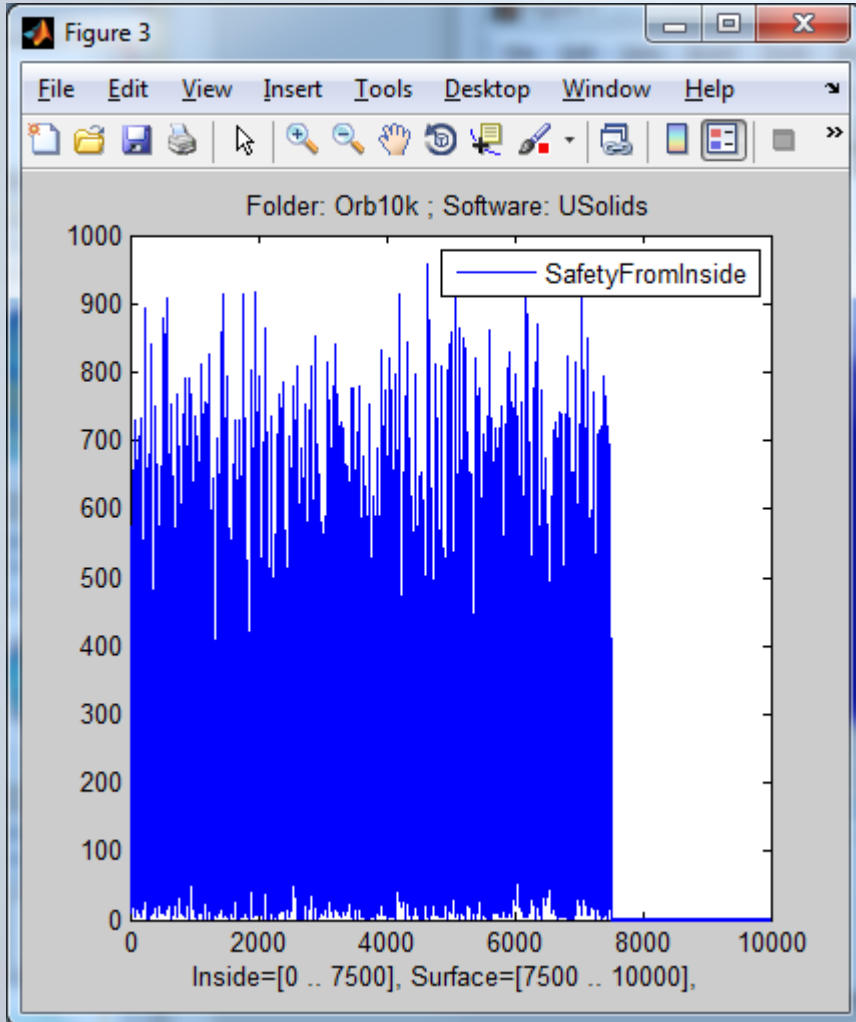 Figure 3
File Edit View Insert Tools Desktop Window Help
Folder: Orb10k ; Software: USolids
SafetyFromInside
1000
900
800
700
600
500
400
300
200
100
0
0 2000 4000 6000 8000 10000
Inside=[0 .. 7500], Surface=[7500 .. 10000],